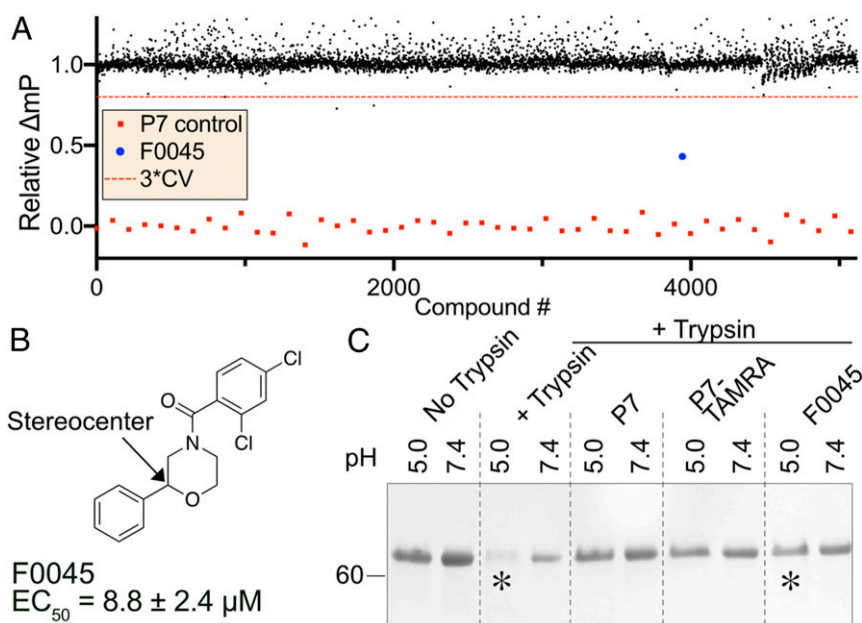 A
Relative ΔmP
1.0
0.5
0.0
P7 control
F0045
3*CV
0
2000
4000
Compound #
B
Stereocenter
O
N
O
Cl
Cl
F0045
EC50 = 8.8 ± 2.4 µM
C
+ Trypsin
No Trypsin
+ Trypsin
P7
P7-
TAMRA
F0045
pH
5.0 7.4 5.0 7.4 5.0 7.4 5.0 7.4 5.0 7.4
60
* *